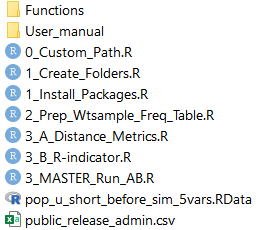 Functions
User_manual
R 0_Custom_Path.R
R 1_Create_Folders.R
R 1_Install_Packages.R
R 2_Prep_Wtsample_Freq_Table.R
R 3_A_Distance_Metrics.R
R 3_B_R-indicator.R
R 3_MASTER_Run_AB.R
R pop_u_short_before_sim_5vars.RData
public_release_admin.csv